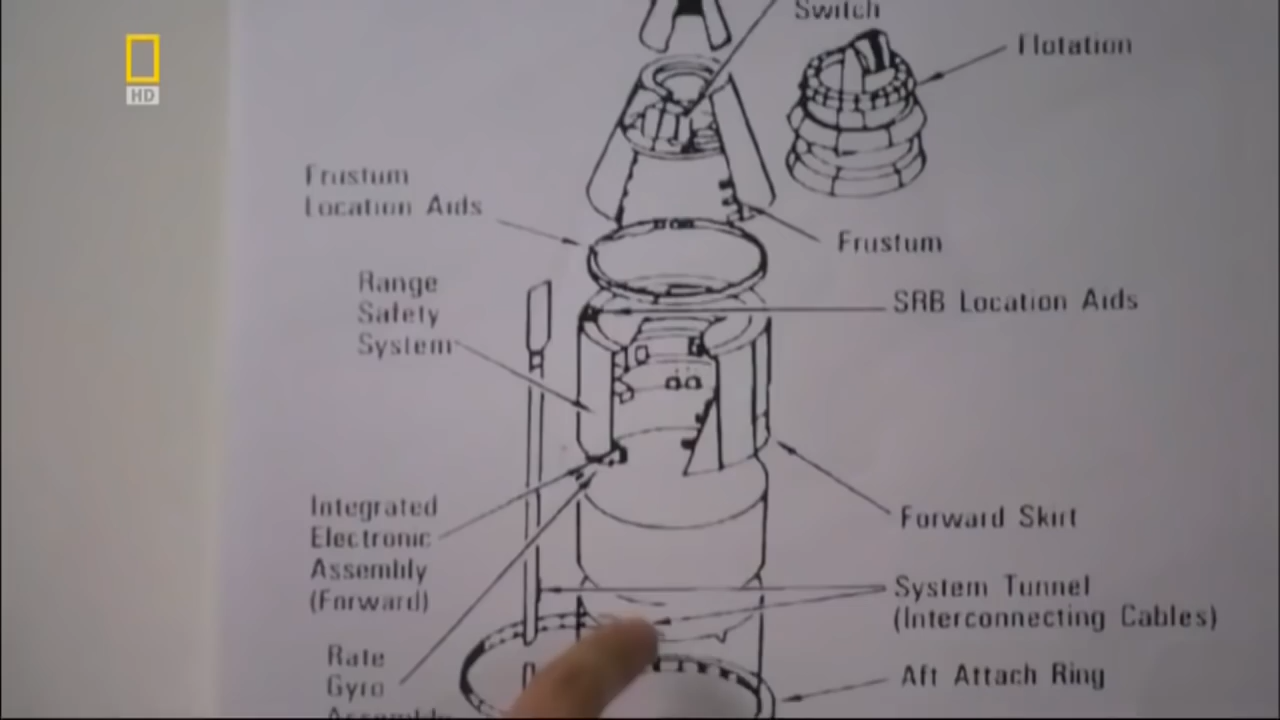 Switch
Flotation
HD
Frustum
Location Aids
Frustum
Range
Safety
System
SRB Location Aids
Integrated
Electronic
Assembly
(Forward)
Forward Skirt
System Tunnel
(Interconnecting Cables)
Rate
Gyro
Assembly
Aft Attach Ring